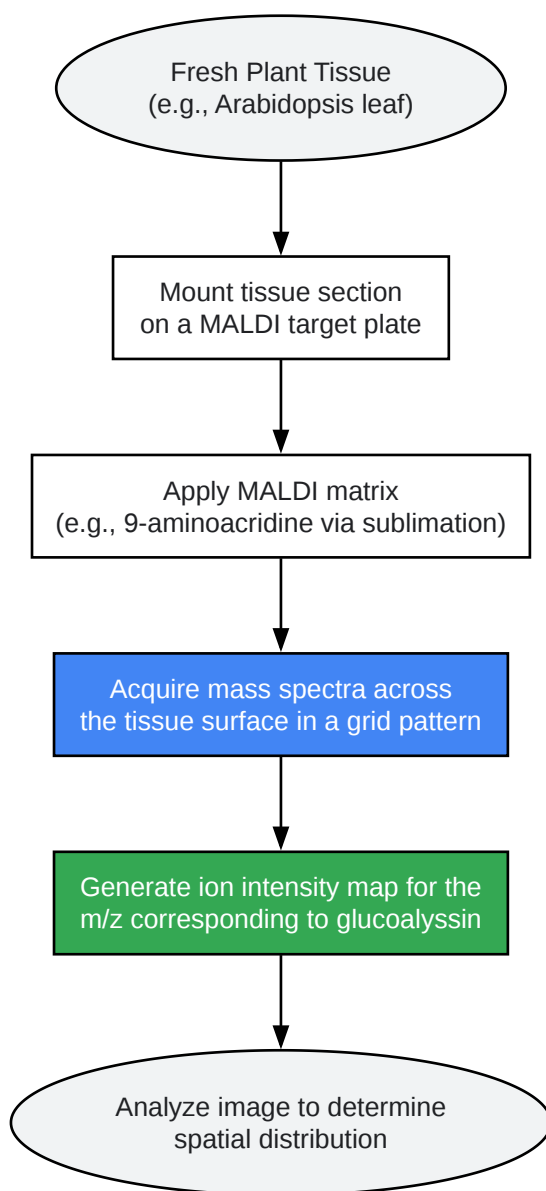 Fresh Plant Tissue
(e.g., Arabidopsis leaf)
Mount tissue section
on a MALDI target plate
Apply MALDI matrix
(e.g., 9-aminoacridine via sublimation)
Acquire mass spectra across
the tissue surface in a grid pattern
Generate ion intensity map for the
m/z corresponding to glucoalyssin
Analyze image to determine
spatial distribution